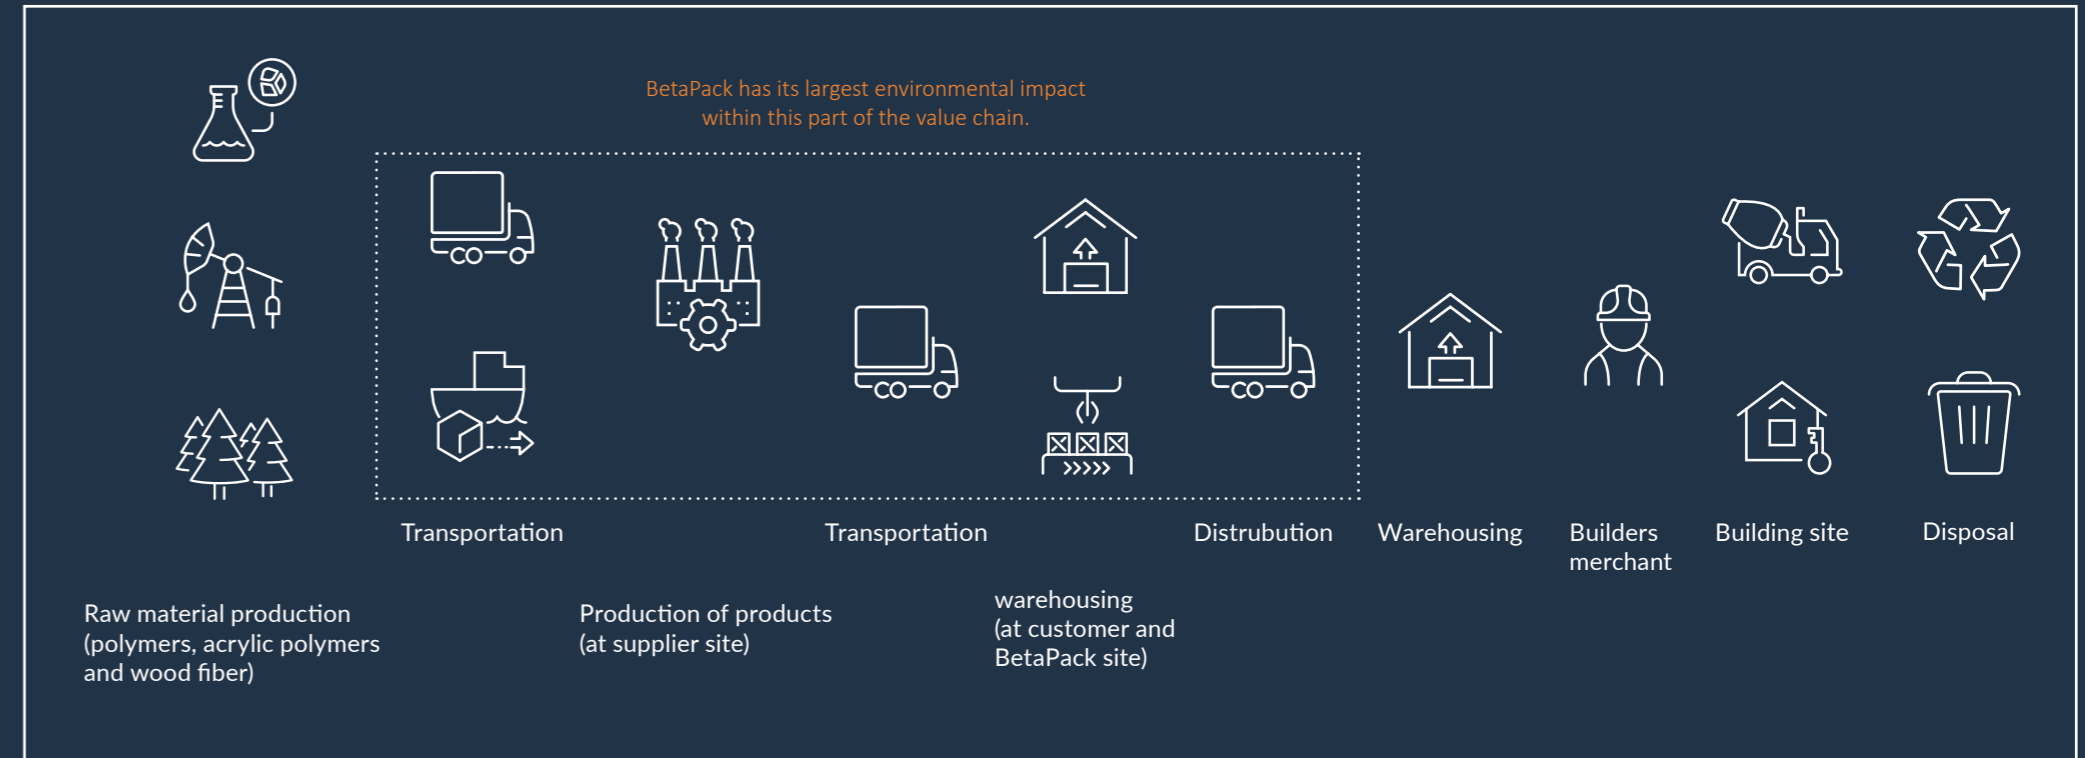 BetaPack has its largest environmental impact
within this part of the value chain.
Raw material production
(polymers, acrylic polymers
and wood fiber)
Transportation
Production of products
(at supplier site)
Transportation
warehousing
(at customer and
BetaPack site)
Distrubution
Warehousing
Builders
merchant
Building site
Disposal